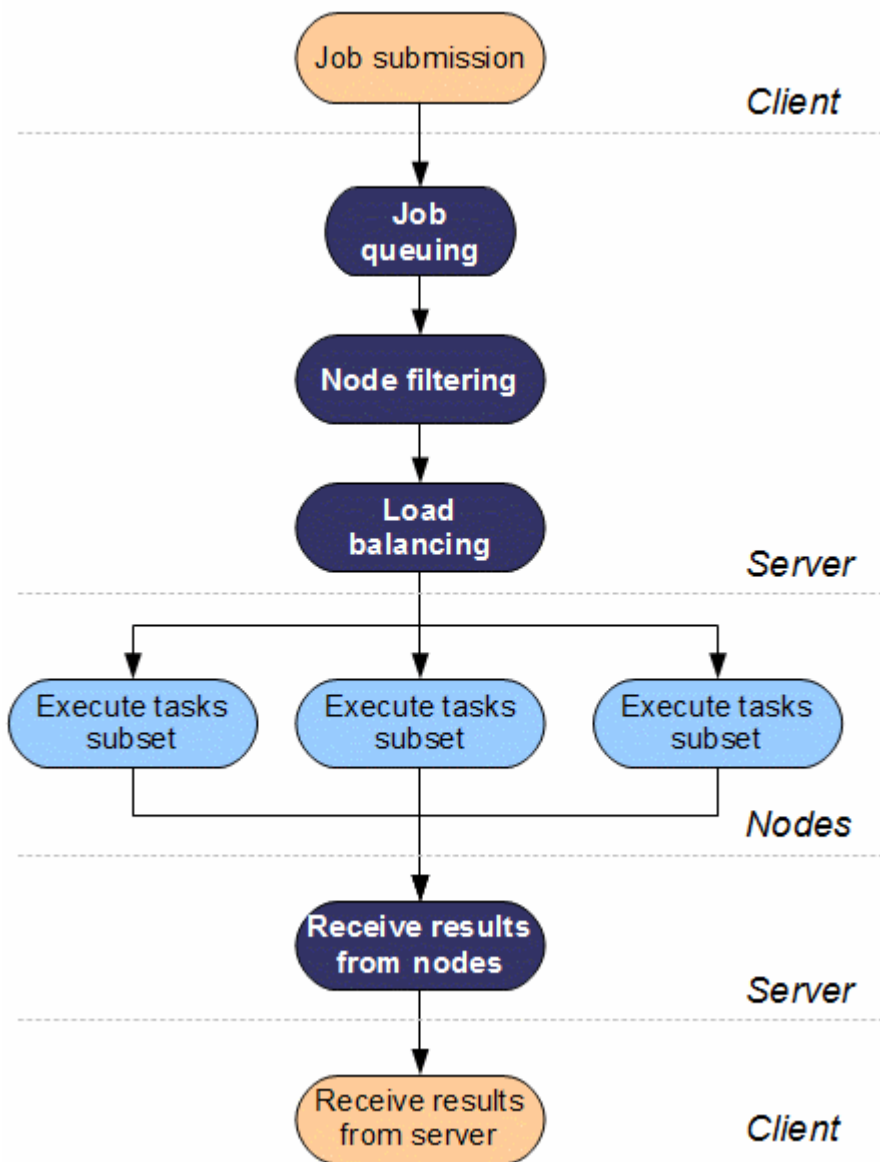 Job submission
Client
Job
queuing
Node filtering
Load
balancing
Server
Execute tasks
subset
Execute tasks
subset
Execute tasks
subset
Nodes
Receive results
from nodes
Server
Receive results
from server
Client